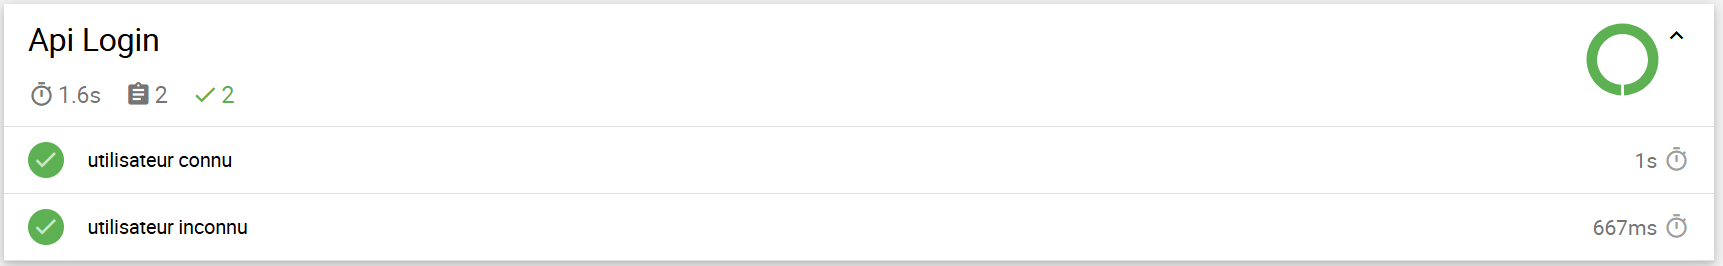 Api Login
1.6s 2 2
utilisateur connu 1s
utilisateur inconnu 667ms